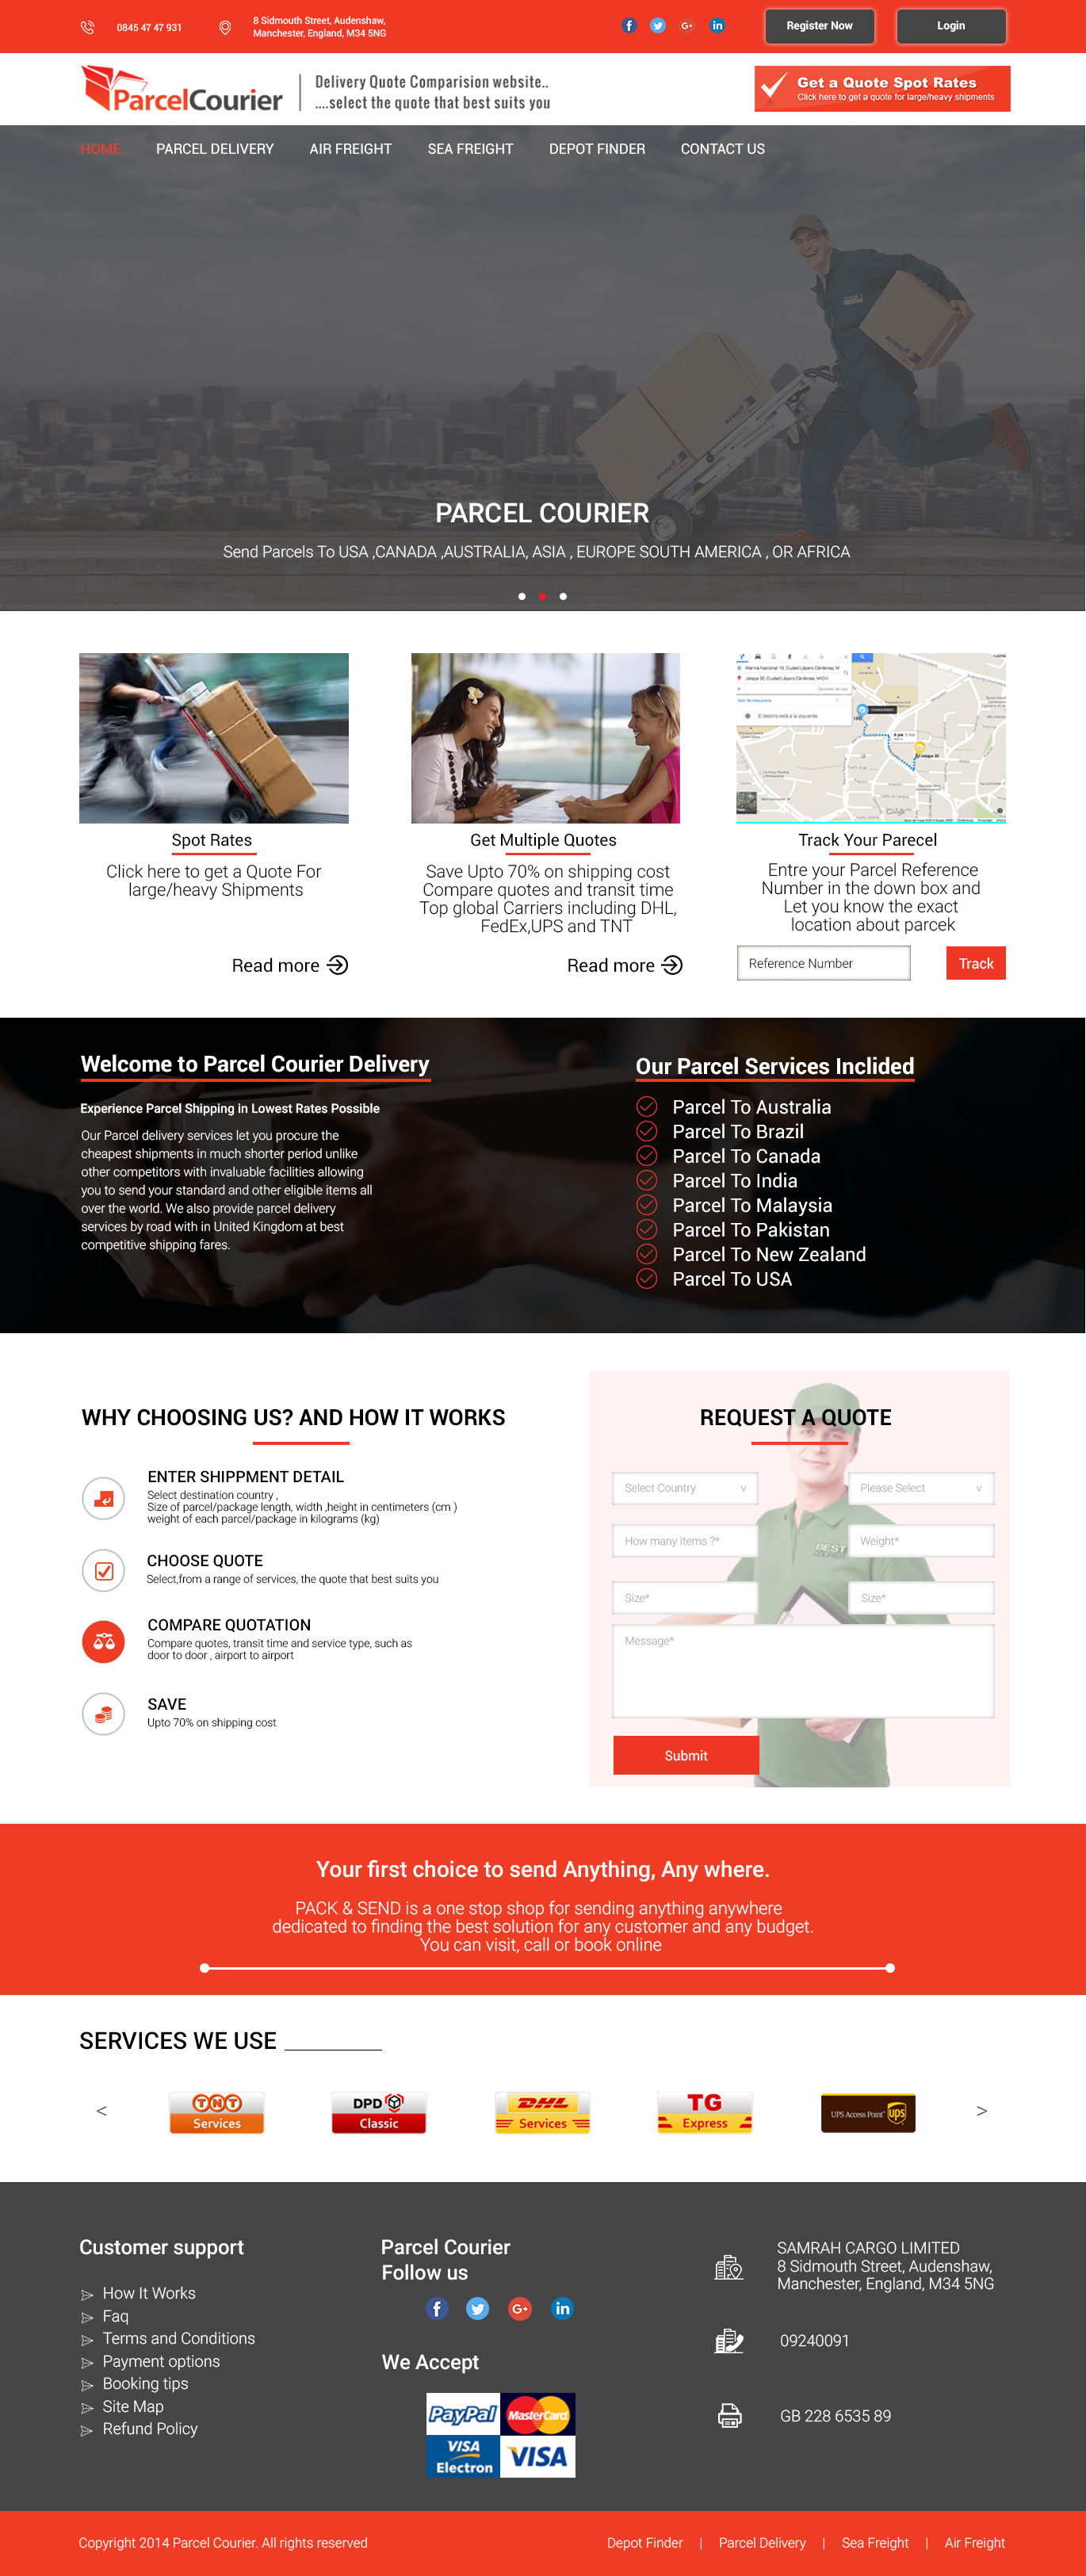 0845 47 47 931
8 Sidmouth Street, Audenshaw,
Manchester, England, M34 5NG
Register Now
Login
ParcelCourier
Delivery Quote Comparision website..
....select the quote that best suits you
Get a Quote Spot Rates
Click here to get a quote for large/heavy shipments
HOME
PARCEL DELIVERY
AIR FREIGHT
SEA FREIGHT
DEPOT FINDER
CONTACT US
PARCEL COURIER
Send Parcels To USA ,CANADA ,AUSTRALIA, ASIA , EUROPE SOUTH AMERICA , OR AFRICA
Spot Rates
Click here to get a Quote For
large/heavy Shipments
Read more
Get Multiple Quotes
Save Upto 70% on shipping cost
Compare quotes and transit time
Top global Carriers including DHL,
FedEx,UPS and TNT
Read more
Track Your Parecel
Entre your Parcel Reference
Number in the down box and
Let you know the exact
location about parcek
Reference Number
Track
Welcome to Parcel Courier Delivery
Experience Parcel Shipping in Lowest Rates Possible
Our Parcel delivery services let you procure the
cheapest shipments in much shorter period unlike
other competitors with invaluable facilities allowing
you to send your standard and other eligible items all
over the world. We also provide parcel delivery
services by road with in United Kingdom at best
competitive shipping fares.
Our Parcel Services Inclided
Parcel To Australia
Parcel To Brazil
Parcel To Canada
Parcel To India
Parcel To Malaysia
Parcel To Pakistan
Parcel To New Zealand
Parcel To USA
WHY CHOOSING US? AND HOW IT WORKS
ENTER SHIPPMENT DETAIL
Select destination country ,
Size of parcel/package length, width ,height in centimeters (cm )
weight of each parcel/package in kilograms (kg)
CHOOSE QUOTE
Select,from a range of services, the quote that best suits you
COMPARE QUOTATION
Compare quotes, transit time and service type, such as
door to door , airport to airport
SAVE
Upto 70% on shipping cost
REQUEST A QUOTE
Select Country
Please Select
How many items ?*
Weight*
BEST
COURIER
Size*
Size*
Message*
Submit
Your first choice to send Anything, Any where.
PACK & SEND is a one stop shop for sending anything anywhere
dedicated to finding the best solution for any customer and any budget.
You can visit, call or book online
SERVICES WE USE
< TNT Services
DPD Classic
DHL Services
TG Express
UPS Access Point ups >
Customer support
How It Works
Faq
Terms and Conditions
Payment options
Booking tips
Site Map
Refund Policy
Parcel Courier
Follow us
We Accept
PayPal
MasterCard
VISA
Electron
VISA
SAMRAH CARGO LIMITED
8 Sidmouth Street, Audenshaw,
Manchester, England, M34 5NG
09240091
GB 228 6535 89
Copyright 2014 Parcel Courier. All rights reserved
Depot Finder | Parcel Delivery | Sea Freight | Air Freight